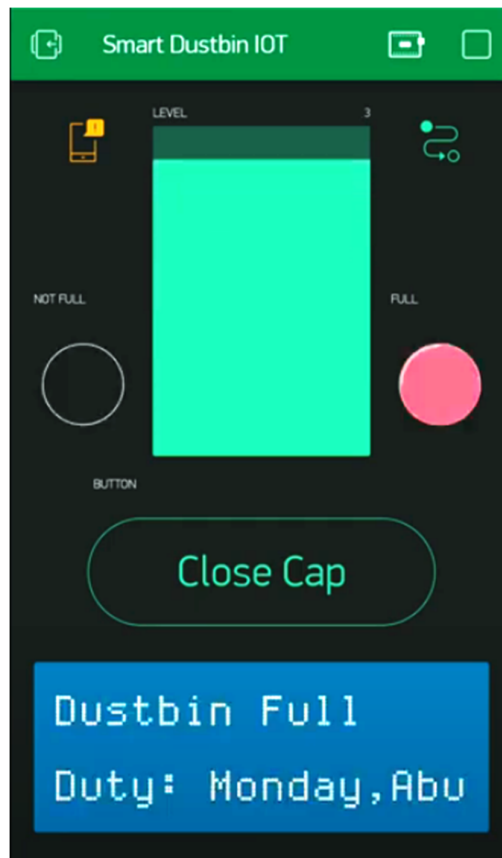 Smart Dustbin IOT
LEVEL 3
NOT FULL
FULL
BUTTON
Close Cap
Dustbin Full
Duty: Monday,Abu